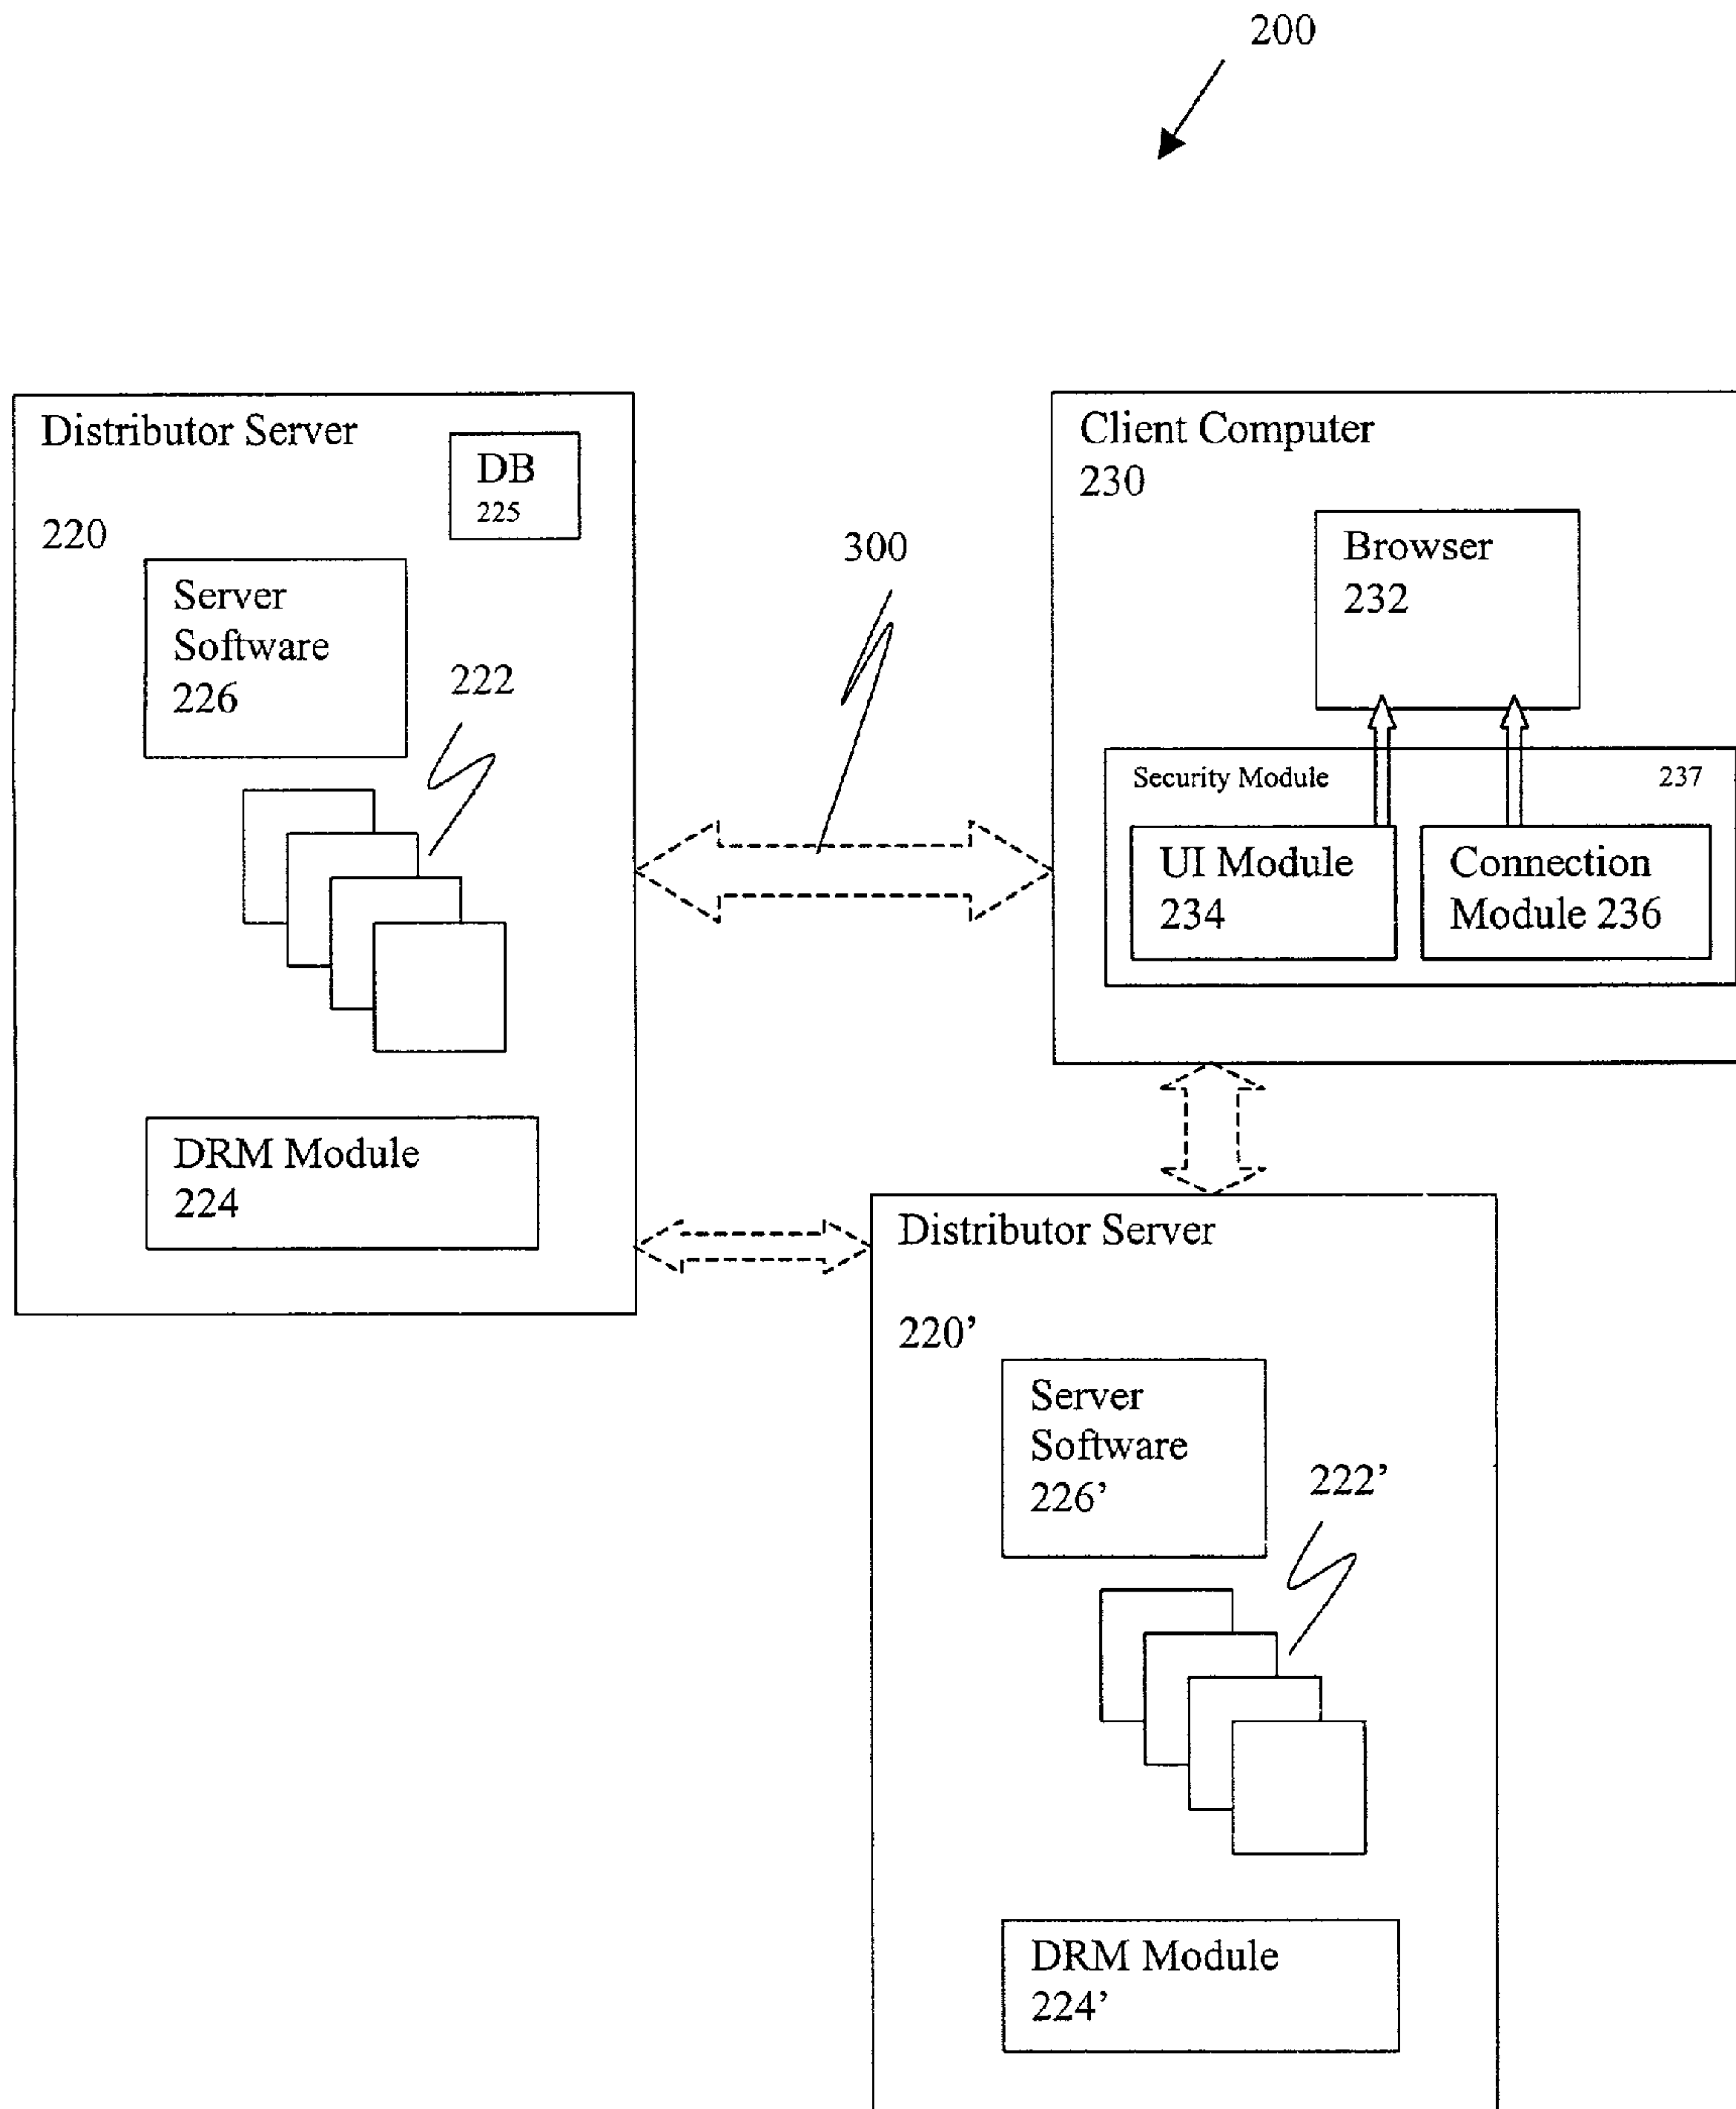 200
Distributor Server
220
DB
225
Server
Software
226
222
DRM Module
224
300
Client Computer
230
Browser
232
Security Module 237
UI Module
234
Connection
Module 236
Distributor Server
220’
Server
Software
226’
222’
DRM Module
224’